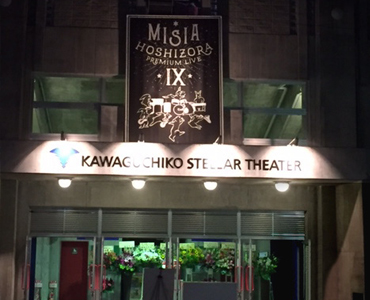 MISIA
HOSHIZORA
PREMIUM LIVE
IX
KAWAGUCHIKO STELLAR THEATER